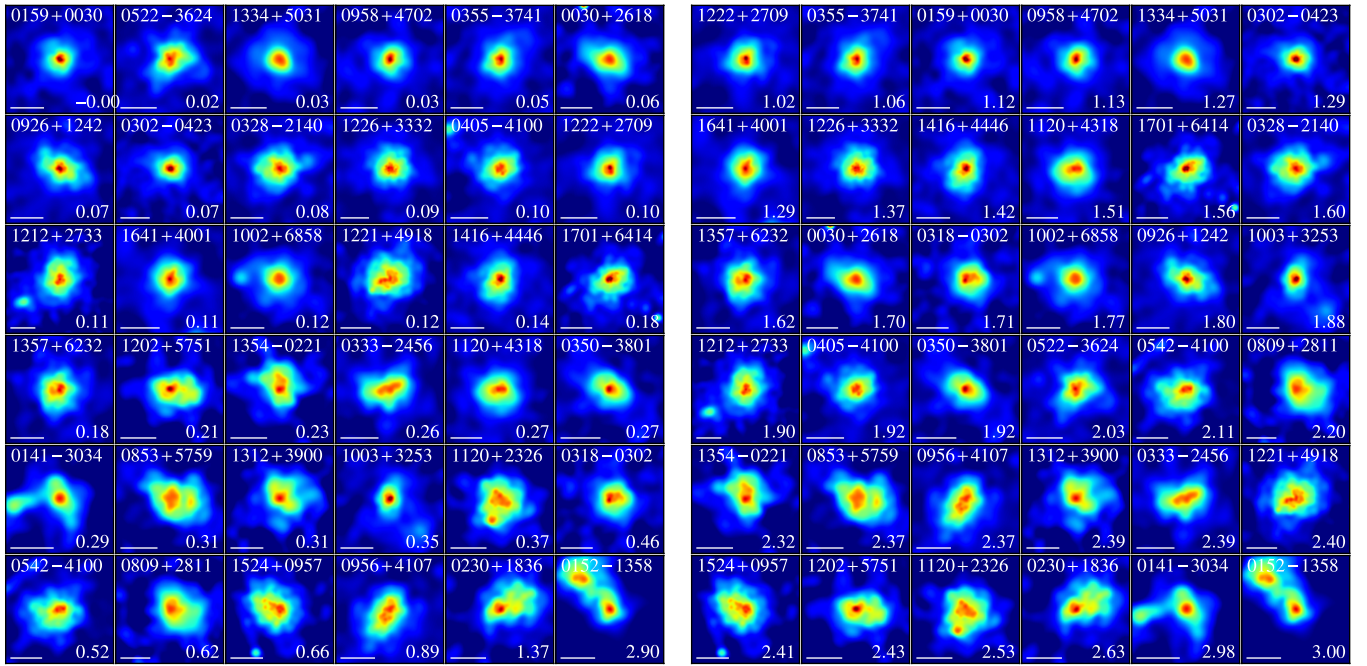 0159+0030 0522−3624 1334+5031 0958+4702 0355−3741 0030+2618
−0.00 0.02 0.03 0.03 0.05 0.06
0926+1242 0302−0423 0328−2140 1226+3332 0405−4100 1222+2709
0.07 0.07 0.08 0.09 0.10 0.10
1212+2733 1641+4001 1002+6858 1221+4918 1416+4446 1701+6414
0.11 0.11 0.12 0.12 0.14 0.18
1357+6232 1202+5751 1354−0221 0333−2456 1120+4318 0350−3801
0.18 0.21 0.23 0.26 0.27 0.27
0141−3034 0853+5759 1312+3900 1003+3253 1120+2326 0318−0302
0.29 0.31 0.31 0.35 0.37 0.46
0542−4100 0809+2811 1524+0957 0956+4107 0230+1836 0152−1358
0.52 0.62 0.66 0.89 1.37 2.90
1222+2709 0355−3741 0159+0030 0958+4702 1334+5031 0302−0423
1.02 1.06 1.12 1.13 1.27 1.29
1641+4001 1226+3332 1416+4446 1120+4318 1701+6414 0328−2140
1.29 1.37 1.42 1.51 1.56 1.60
1357+6232 0030+2618 0318−0302 1002+6858 0926+1242 1003+3253
1.62 1.70 1.71 1.77 1.80 1.88
1212+2733 0405−4100 0350−3801 0522−3624 0542−4100 0809+2811
1.90 1.92 1.92 2.03 2.11 2.20
1354−0221 0853+5759 0956+4107 1312+3900 0333−2456 1221+4918
2.32 2.37 2.37 2.39 2.39 2.40
1524+0957 1202+5751 1120+2326 0230+1836 0141−3034 0152−1358
2.41 2.43 2.53 2.63 2.98 3.00